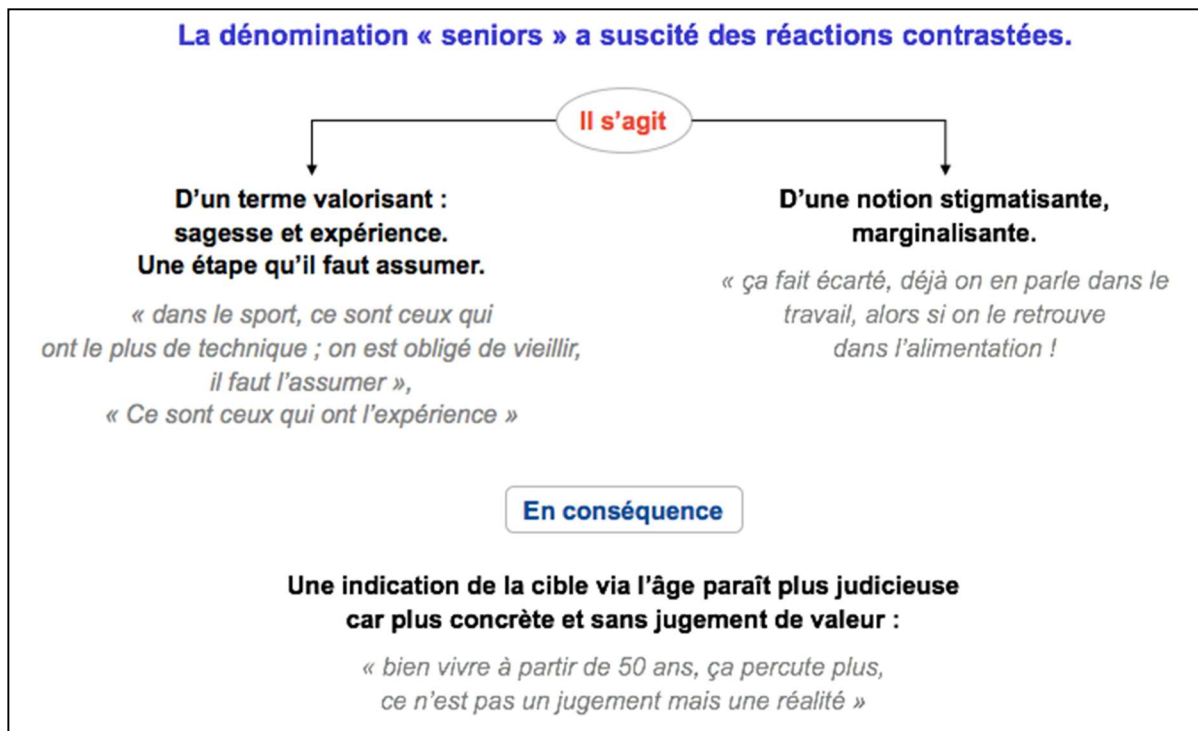 La dénomination « seniors » a suscité des réactions contrastées.
Il s’agit
D’un terme valorisant :
sagesse et expérience.
Une étape qu’il faut assumer.
« dans le sport, ce sont ceux qui
ont le plus de technique ; on est obligé de vieillir,
il faut l’assumer »,
« Ce sont ceux qui ont l’expérience »
D’une notion stigmatisante,
marginalisante.
« ça fait écarté, déjà on en parle dans le
travail, alors si on le retrouve
dans l’alimentation !
En conséquence
Une indication de la cible via l’âge paraît plus judicieuse
car plus concrète et sans jugement de valeur :
« bien vivre à partir de 50 ans, ça percute plus,
ce n’est pas un jugement mais une réalité »